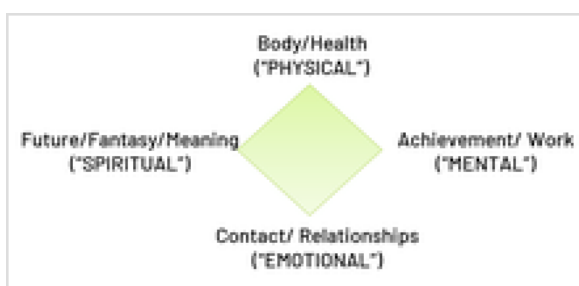 Body/Health
("PHYSICAL")
Future/Fantasy/Meaning
("SPIRITUAL")
Achievement/ Work
("MENTAL")
Contact/ Relationships
("EMOTIONAL")